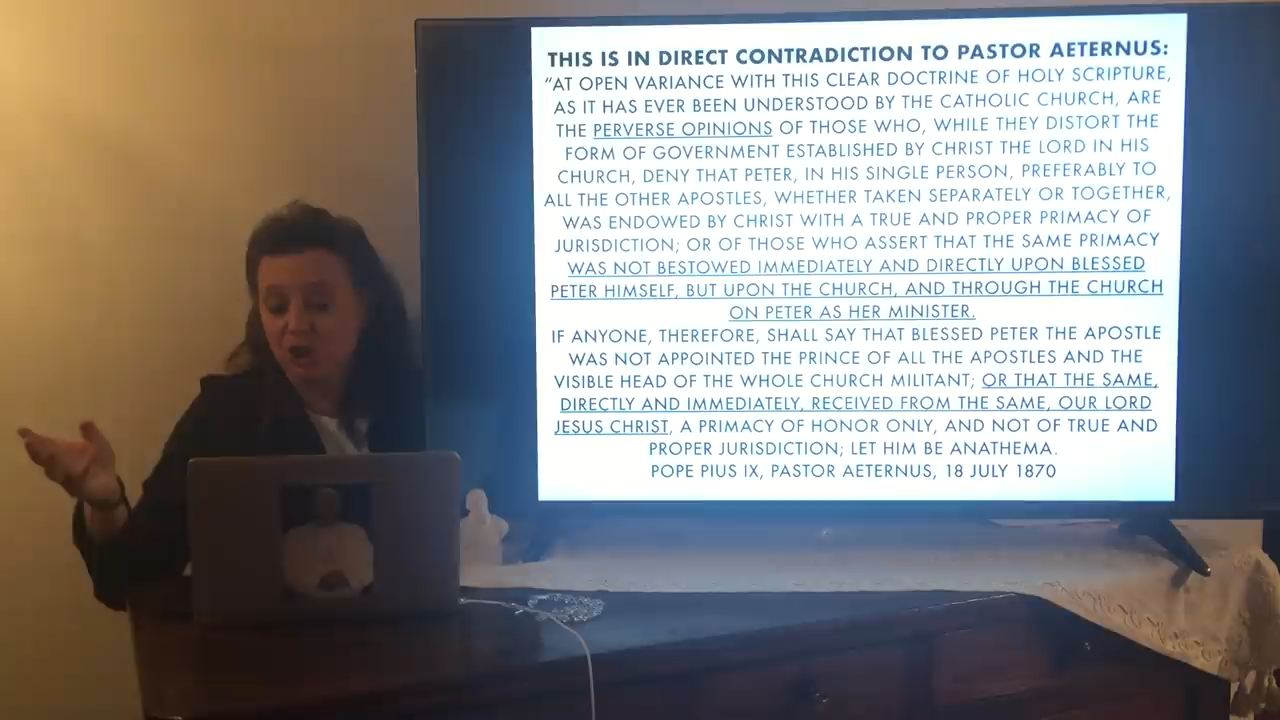 THIS IS IN DIRECT CONTRADICTION TO PASTOR AETERNUS:
“AT OPEN VARIANCE WITH THIS CLEAR DOCTRINE OF HOLY SCRIPTURE,
AS IT HAS EVER BEEN UNDERSTOOD BY THE CATHOLIC CHURCH, ARE
THE PERVERSE OPINIONS OF THOSE WHO, WHILE THEY DISTORT THE
FORM OF GOVERNMENT ESTABLISHED BY CHRIST THE LORD IN HIS
CHURCH, DENY THAT PETER, IN HIS SINGLE PERSON, PREFERABLY TO
ALL THE OTHER APOSTLES, WHETHER TAKEN SEPARATELY OR TOGETHER,
WAS ENDOWED BY CHRIST WITH A TRUE AND PROPER PRIMACY OF
JURISDICTION; OR OF THOSE WHO ASSERT THAT THE SAME PRIMACY
WAS NOT BESTOWED IMMEDIATELY AND DIRECTLY UPON BLESSED
PETER HIMSELF, BUT UPON THE CHURCH, AND THROUGH THE CHURCH
ON PETER AS HER MINISTER.
IF ANYONE, THEREFORE, SHALL SAY THAT BLESSED PETER THE APOSTLE
WAS NOT APPOINTED THE PRINCE OF ALL THE APOSTLES AND THE
VISIBLE HEAD OF THE WHOLE CHURCH MILITANT; OR THAT THE SAME,
DIRECTLY AND IMMEDIATELY, RECEIVED FROM THE SAME, OUR LORD
JESUS CHRIST, A PRIMACY OF HONOR ONLY, AND NOT OF TRUE AND
PROPER JURISDICTION; LET HIM BE ANATHEMA.
POPE PIUS IX, PASTOR AETERNUS, 18 JULY 1870